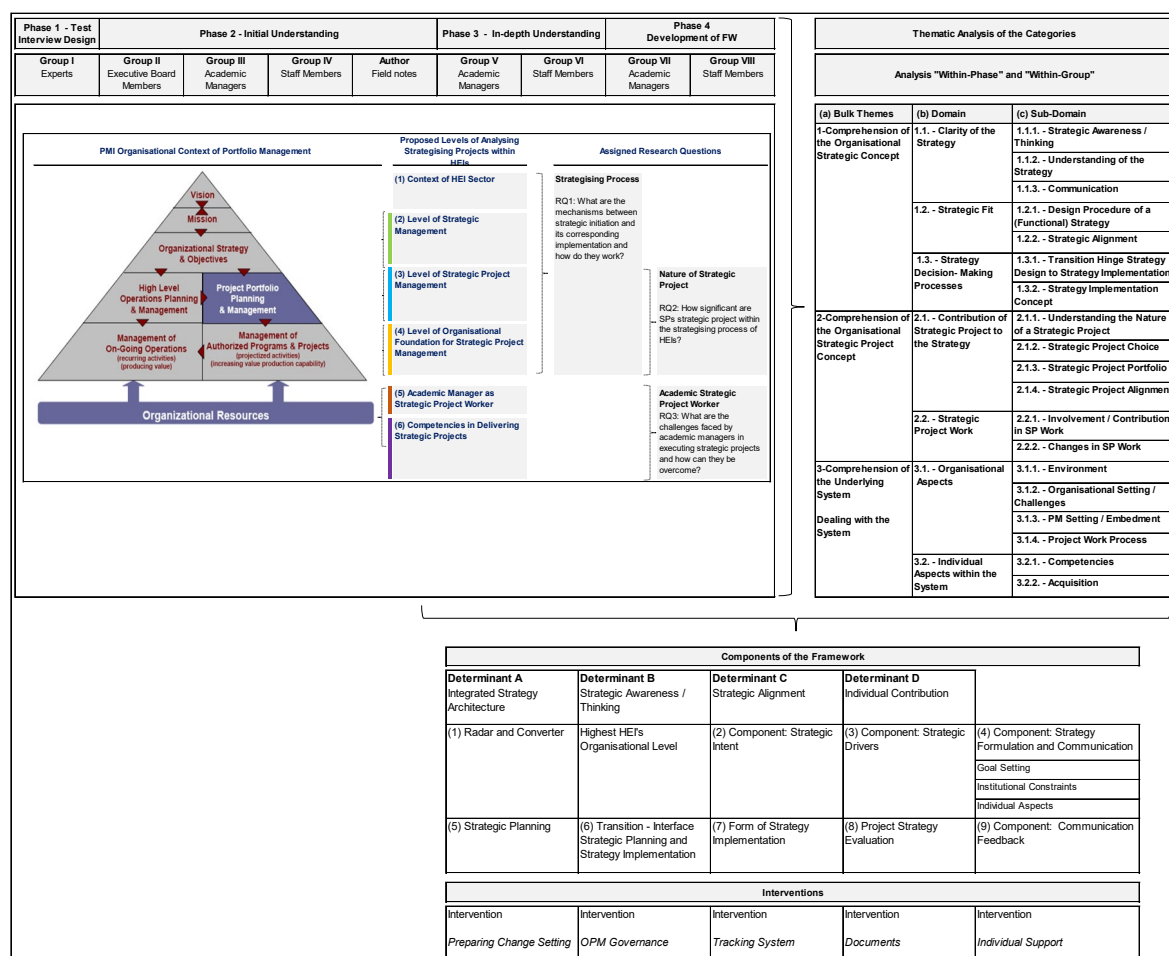 Phase 1 - Test
Interview Design
Phase 2 - Initial Understanding
Phase 3 - In-depth Understanding
Phase 4
Development of FW
Group I
Experts
Group II
Executive Board
Members
Group III
Academic
Managers
Group IV
Staff Members
Author
Field notes
Group V
Academic
Managers
Group VI
Staff Members
Group VII
Academic
Managers
Group VIII
Staff Members
PMI Organisational Context of Portfolio Management
Proposed Levels of Analysing
Strategising Projects within
HEIs
Assigned Research Questions
Vision
Mission
Organizational Strategy
& Objectives
High Level
Operations Planning
& Management
Project Portfolio
Planning
& Management
Management of
On-Going Operations
(recurring activities)
(producing value)
Management of
Authorized Programs & Projects
(projectized activities)
(increasing value production capability)
Organizational Resources
(1) Context of HEI Sector
(2) Level of Strategic
Management
(3) Level of Strategic Project
Management
(4) Level of Organisational
Foundation for Strategic Project
Management
(5) Academic Manager as
Strategic Project Worker
(6) Competencies in Delivering
Strategic Projects
Strategising Process
RQ1: What are the
mechanisms between
strategic initiation and
its corresponding
implementation and
how do they work?
Nature of Strategic
Project
RQ2: How significant are
SPs strategic project within
the strategising process of
HEIs?
Academic Strategic
Project Worker
RQ3: What are the
challenges faced by
academic managers in
executing strategic projects
and how can they be
overcome?
Thematic Analysis of the Categories
Analysis "Within-Phase" and "Within-Group"
(a) Bulk Themes
(b) Domain
(c) Sub-Domain
1-Comprehension of
the Organisational
Strategic Concept
1.1. - Clarity of the
Strategy
1.1.1. - Strategic Awareness /
Thinking
1.1.2. - Understanding of the
Strategy
1.1.3. - Communication
1.2. - Strategic Fit
1.2.1. - Design Procedure of a
(Functional) Strategy
1.2.2. - Strategic Alignment
1.3. - Strategy
Decision- Making
Processes
1.3.1. - Transition Hinge Strategy
Design to Strategy Implementation
1.3.2. - Strategy Implementation
Concept
2-Comprehension of
the Organisational
Strategic Project
Concept
2.1. - Contribution of
Strategic Project to
the Strategy
2.1.1. - Understanding the Nature
of a Strategic Project
2.1.2. - Strategic Project Choice
2.1.3. - Strategic Project Portfolio
2.1.4. - Strategic Project Alignmen
2.2. - Strategic
Project Work
2.2.1. - Involvement / Contribution
in SP Work
2.2.2. - Changes in SP Work
3-Comprehension of
the Underlying
System
Dealing with the
System
3.1. - Organisational
Aspects
3.1.1. - Environment
3.1.2. - Organisational Setting /
Challenges
3.1.3. - PM Setting / Embedment
3.1.4. - Project Work Process
3.2. - Individual
Aspects within the
System
3.2.1. - Competencies
3.2.2. - Acquisition
Components of the Framework
Determinant A
Integrated Strategy
Architecture
Determinant B
Strategic Awareness /
Thinking
Determinant C
Strategic Alignment
Determinant D
Individual Contribution
(1) Radar and Converter
Highest HEI's
Organisational Level
(2) Component: Strategic
Intent
(3) Component: Strategic
Drivers
(4) Component: Strategy
Formulation and Communication
Goal Setting
Institutional Constraints
Individual Aspects
(5) Strategic Planning
(6) Transition - Interface
Strategic Planning and
Strategy Implementation
(7) Form of Strategy
Implementation
(8) Project Strategy
Evaluation
(9) Component: Communication
Feedback
Interventions
Intervention
Preparing Change Setting
Intervention
OPM Governance
Intervention
Tracking System
Intervention
Documents
Intervention
Individual Support